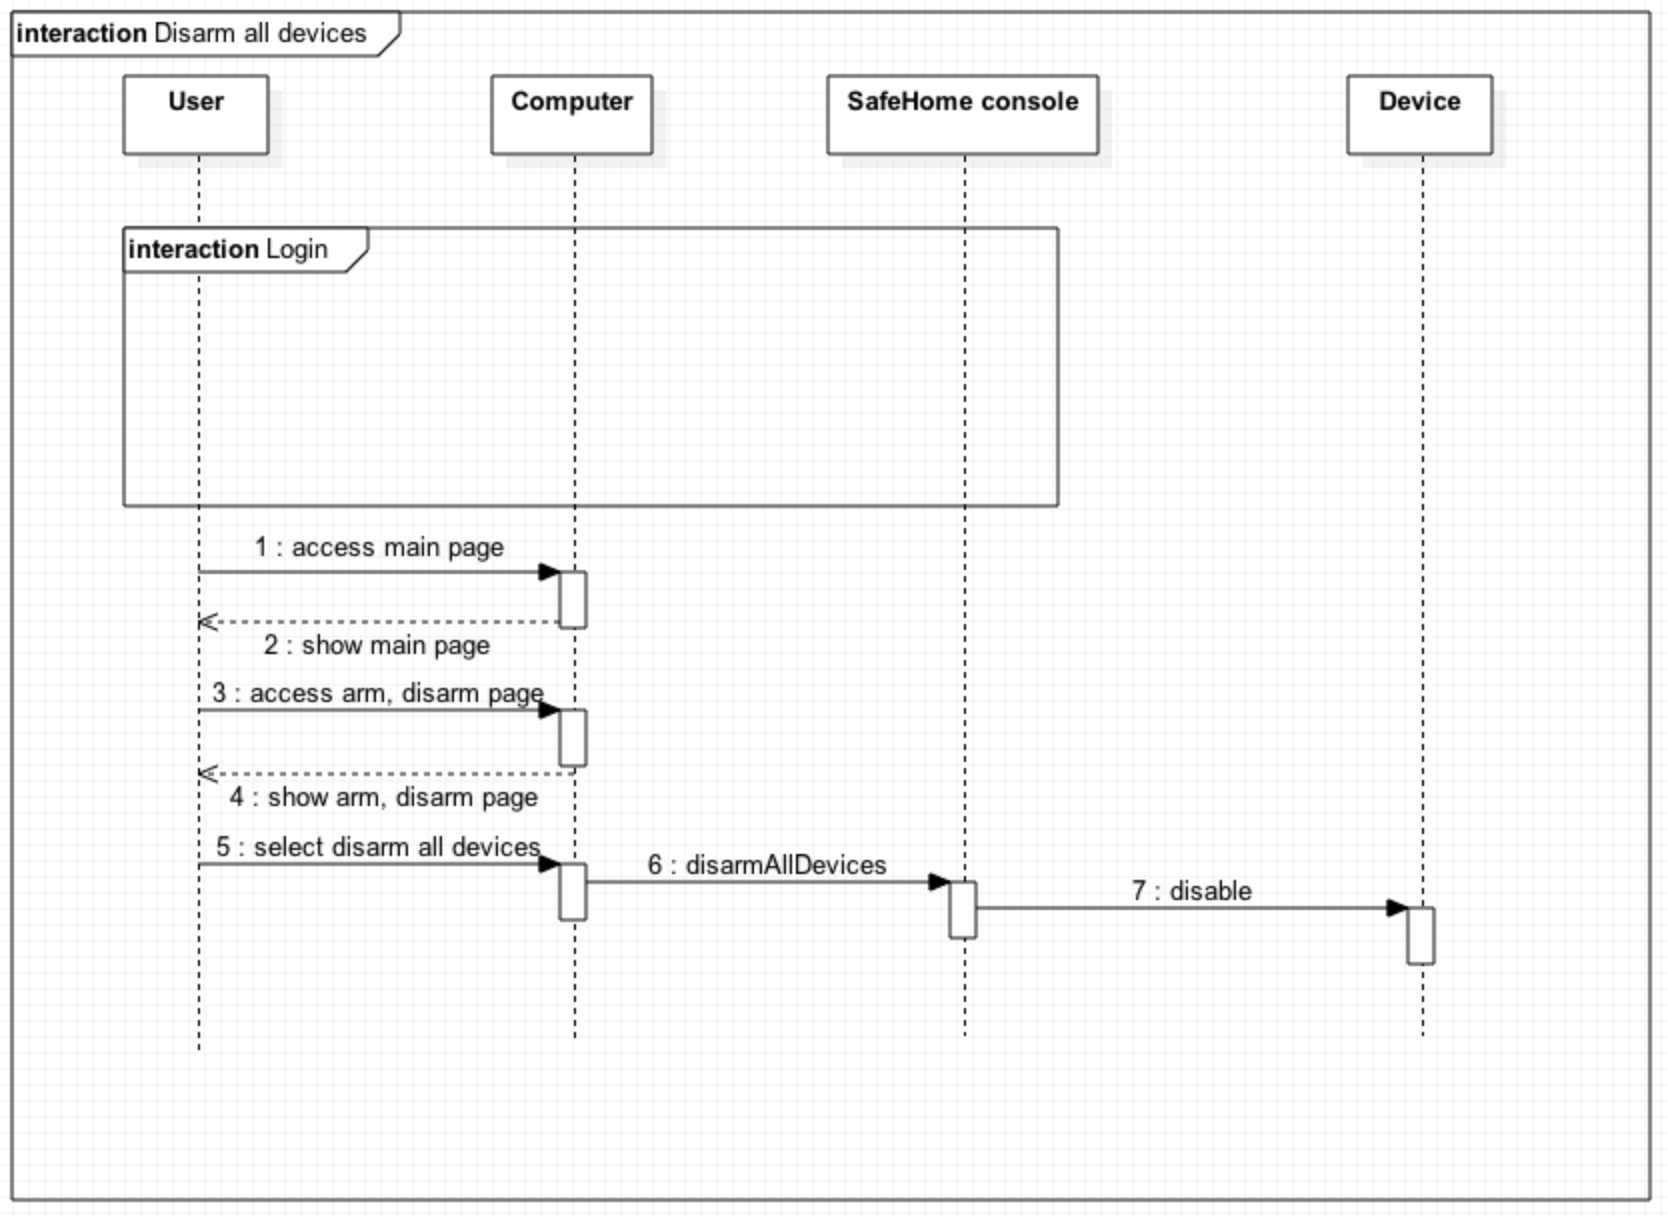 interaction Disarm all devices
User
Computer
SafeHome console
Device
interaction Login
1 : access main page
2 : show main page
3 : access arm, disarm page
4 : show arm, disarm page
5 : select disarm all devices
6 : disarmAllDevices
7 : disable